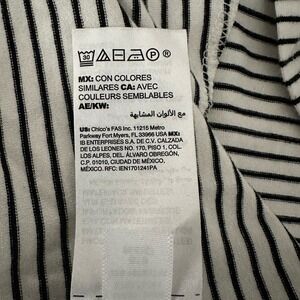 30 P
MX: CON COLORES
SIMILARES CA: AVEC
COULEURS SEMBLABLES
AE/KW:
مع الألوان المشابهة
US: Chico's FAS Inc. 11215 Metro
Parkway Fort Myers, FL 33966 USA MX:
IB ENTERPRISES S.A. DE C.V. CALZADA
DE LOS LEONES NO. 170, PISO 1, COL.
LOS ALPES, DEL. ÁLVARO OBREGÓN,
C.P. 01010, CIUDAD DE MÉXICO,
MÉXICO. RFC: IEN1701241PA